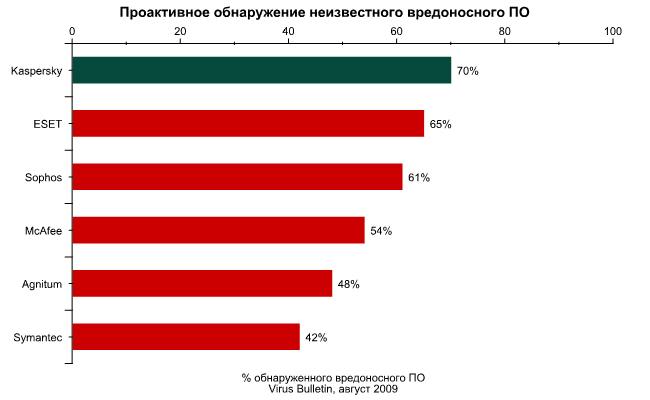 Проактивное обнаружение неизвестного вредоносного ПО
0 20 40 60 80 100
Kaspersky 70%
ESET 65%
Sophos 61%
McAfee 54%
Agnitum 48%
Symantec 42%
% обнаруженного вредоносного ПО
Virus Bulletin, август 2009